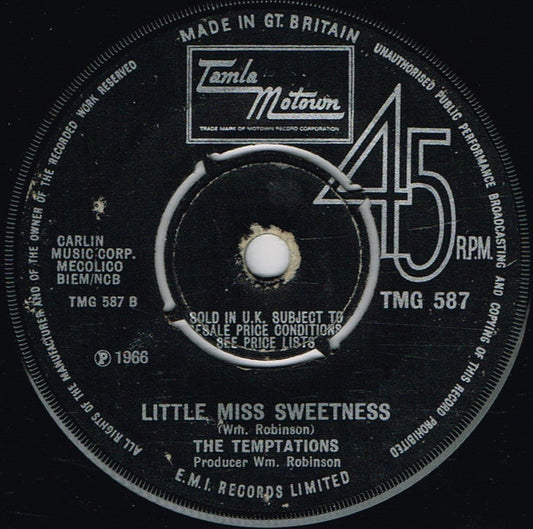 MADE IN GT. BRITAIN
UNAUTHORISED PUBLIC PERFORMANCE BROADCASTING AND COPYING OF THIS RECORD PROHIBITED
ALL RIGHTS OF THE MANUFACTURER AND OF THE OWNER OF THE RECORDED WORK RESERVED
Tamla
Motown
TRADE MARK OF MOTOWN RECORD CORPORATION
45
R.P.M.
CARLIN
MUSIC CORP.
MECOLICO
BIEM/NCB
TMG 587 B
TMG 587
SOLD IN U.K. SUBJECT TO
RESALE PRICE CONDITIONS
SEE PRICE LISTS
℗ 1966
LITTLE MISS SWEETNESS
(Wm. Robinson)
THE TEMPTATIONS
Producer Wm. Robinson
E.M.I. RECORDS LIMITED